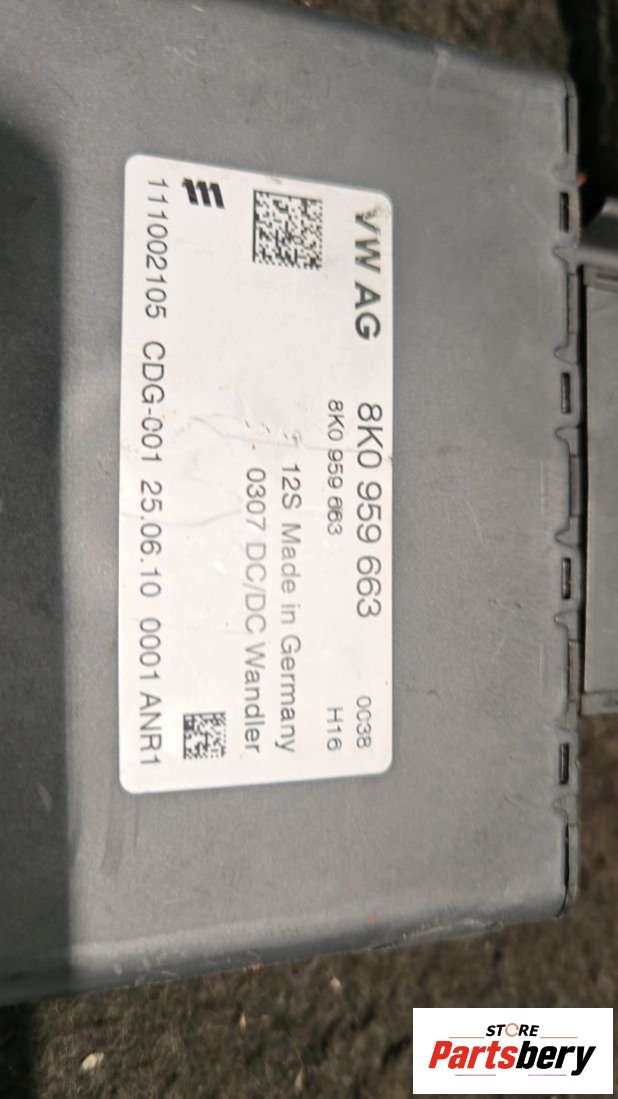 VW AG 8K0 959 663 0038
8K0 959 663 H16
12S Made in Germany
0307 DC/DC Wandler
111002105 CDG-001 25.06.10 0001 ANR1
STORE
Partsbery